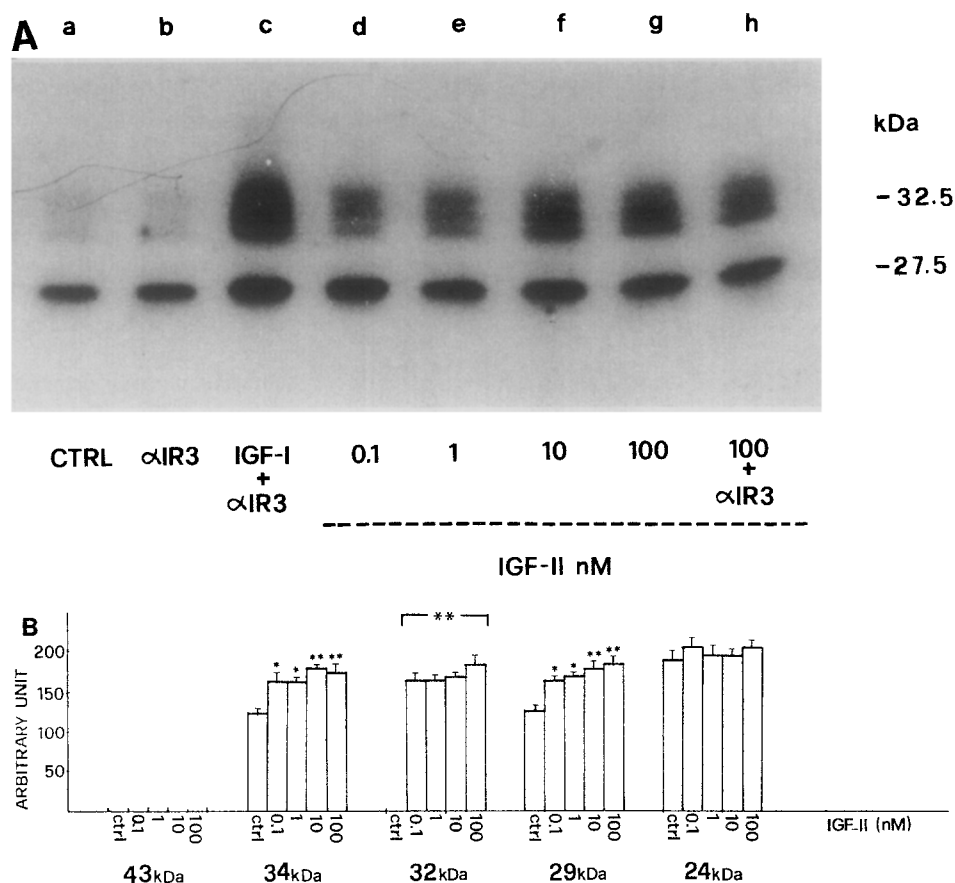 A
a b c d e f g h
kDa
-32.5
-27.5
CTRL αIR3 IGF-I + αIR3 0.1 1 10 100 100 + αIR3
IGF-II nM
B
** 
* * ** ** * * ** **
ARBITRARY UNIT
200
150
100
50
ctrl 0.1 1 10 100 ctrl 0.1 1 10 100 ctrl 0.1 1 10 100 ctrl 0.1 1 10 100 ctrl 0.1 1 10 100 IGF-II (nM)
43kDa 34kDa 32kDa 29kDa 24kDa